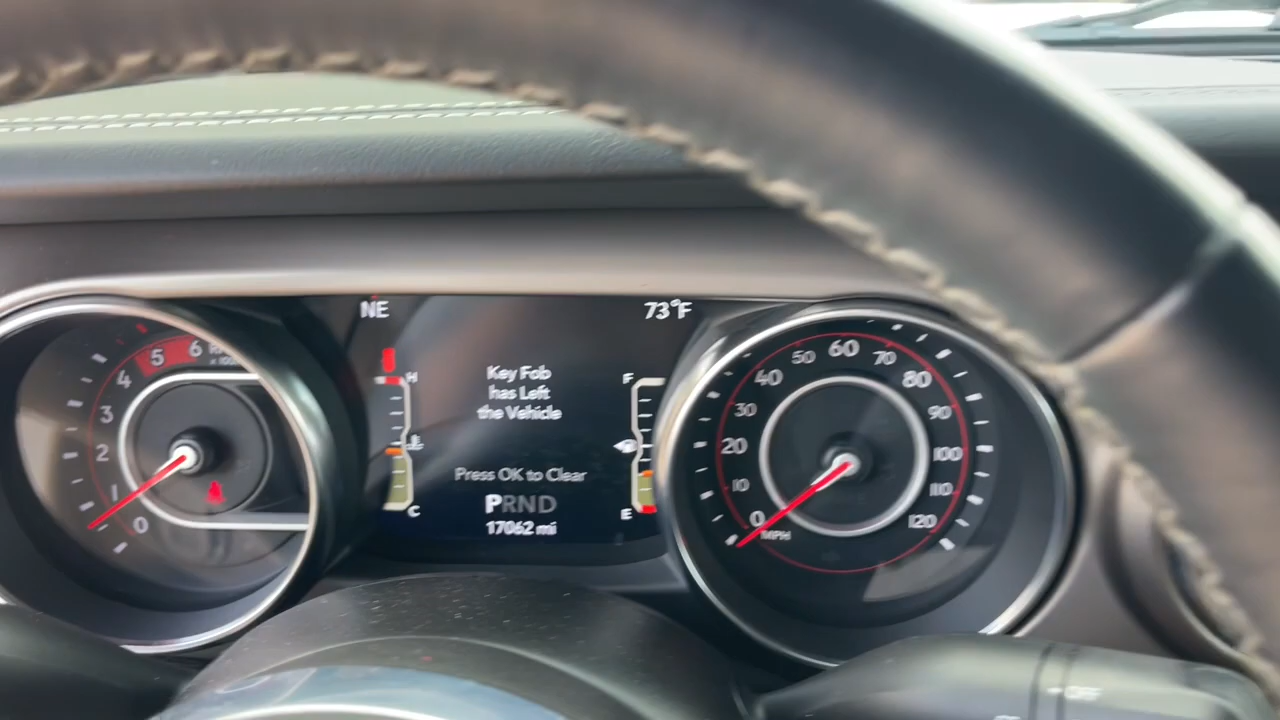 NE
73°F
Key Fob
has Left
the Vehicle
Press OK to Clear
PRND
17062 mi
H
C
F
E
0
1
2
3
4
5
6
0
10
20
30
40
50
60
70
80
90
100
110
120
MPH